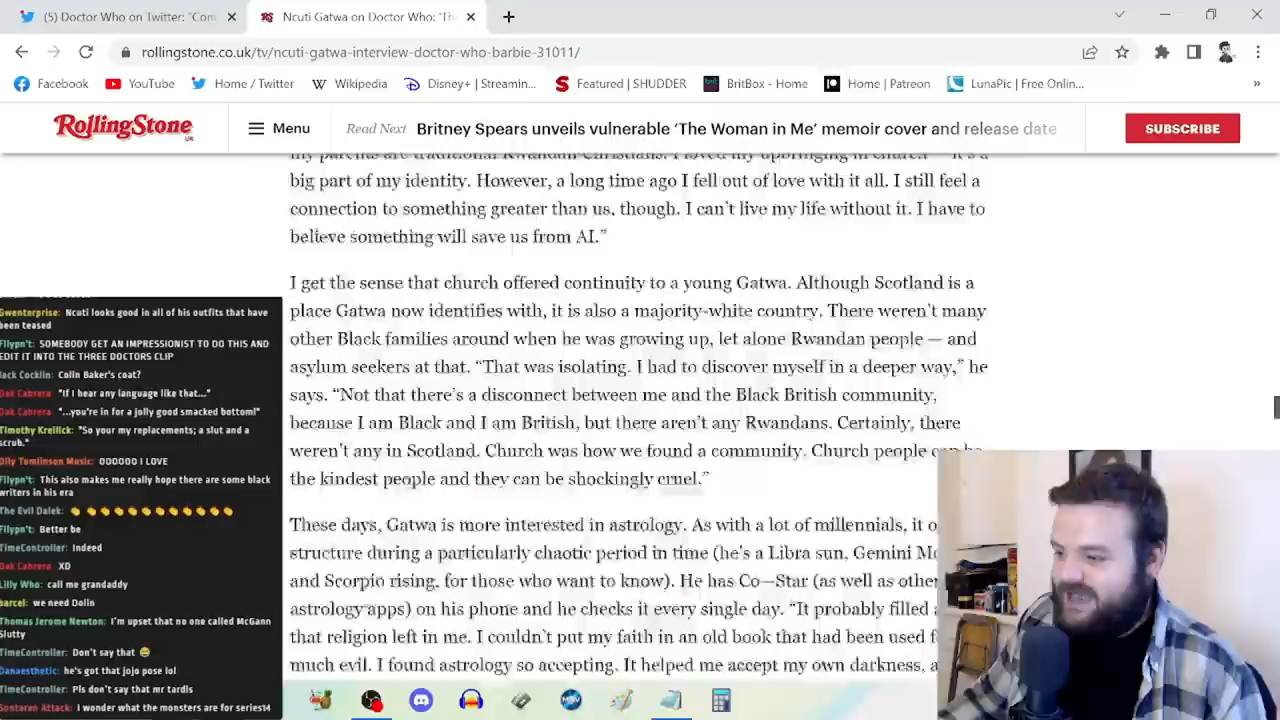 (5) Doctor Who on Twitter: "Com
Ncuti Gatwa on Doctor Who: 'Th
rollingstone.co.uk/tv/ncuti-gatwa-interview-doctor-who-barbie-31011/
Facebook
YouTube
Home / Twitter
Wikipedia
Disney+ | Streamin...
Featured | SHUDDER
BritBox - Home
Home | Patreon
LunaPic | Free Onlin...
»
RollingStone
UK
Menu
Read Next Britney Spears unveils vulnerable 'The Woman in Me' memoir cover and release date
SUBSCRIBE
my parents are traditional Rwandan Christians. I loved my upbringing in church — it's a
big part of my identity. However, a long time ago I fell out of love with it all. I still feel a
connection to something greater than us, though. I can't live my life without it. I have to
believe something will save us from AI."
I get the sense that church offered continuity to a young Gatwa. Although Scotland is a
place Gatwa now identifies with, it is also a majority-white country. There weren't many
other Black families around when he was growing up, let alone Rwandan people — and
asylum seekers at that. "That was isolating. I had to discover myself in a deeper way," he
says. "Not that there's a disconnect between me and the Black British community,
because I am Black and I am British, but there aren't any Rwandans. Certainly, there
weren't any in Scotland. Church was how we found a community. Church people can be
the kindest people and they can be shockingly cruel."
These days, Gatwa is more interested in astrology. As with a lot of millennials, it o
structure during a particularly chaotic period in time (he's a Libra sun, Gemini Mo
and Scorpio rising, for those who want to know). He has Co—Star (as well as other
astrology apps) on his phone and he checks it every single day. "It probably filled a
that religion left in me. I couldn't put my faith in an old book that had been used f
much evil. I found astrology so accepting. It helped me accept my own darkness, a
Gwenterprise: Ncuti looks good in all of his outfits that have
been teased
Fllypn't: SOMEBODY GET AN IMPRESSIONIST TO DO THIS AND
EDIT IT INTO THE THREE DOCTORS CLIP
Jack Cocklin: Colin Baker's coat?
Oak Cabrera "If I hear any language like that..."
Oak Cabrera "...you're in for a jolly good smacked bottom!"
Timothy Krellick: "So your my replacements; a slut and a
scrub."
Olly Tomlinson Music: OOOOOO I LOVE
Fllypn't: This also makes me really hope there are some black
writers in his era
The Evil Dalek: 👏 👏 👏 👏 👏 👏 👏 👏 👏 👏 👏 👏
Fllypn't: Better be
TimeController: Indeed
Oak Cabrera XD
Lilly Who: call me grandaddy
barcel: we need Dolin
Thomas Jerome Newton: I'm upset that no one called McGann
Slutty
TimeController: Don't say that 😂
Danaesthetic: he's got that jojo pose lol
TimeController: Pls don't say that mr tardis
Sontaran Attack: I wonder what the monsters are for series14